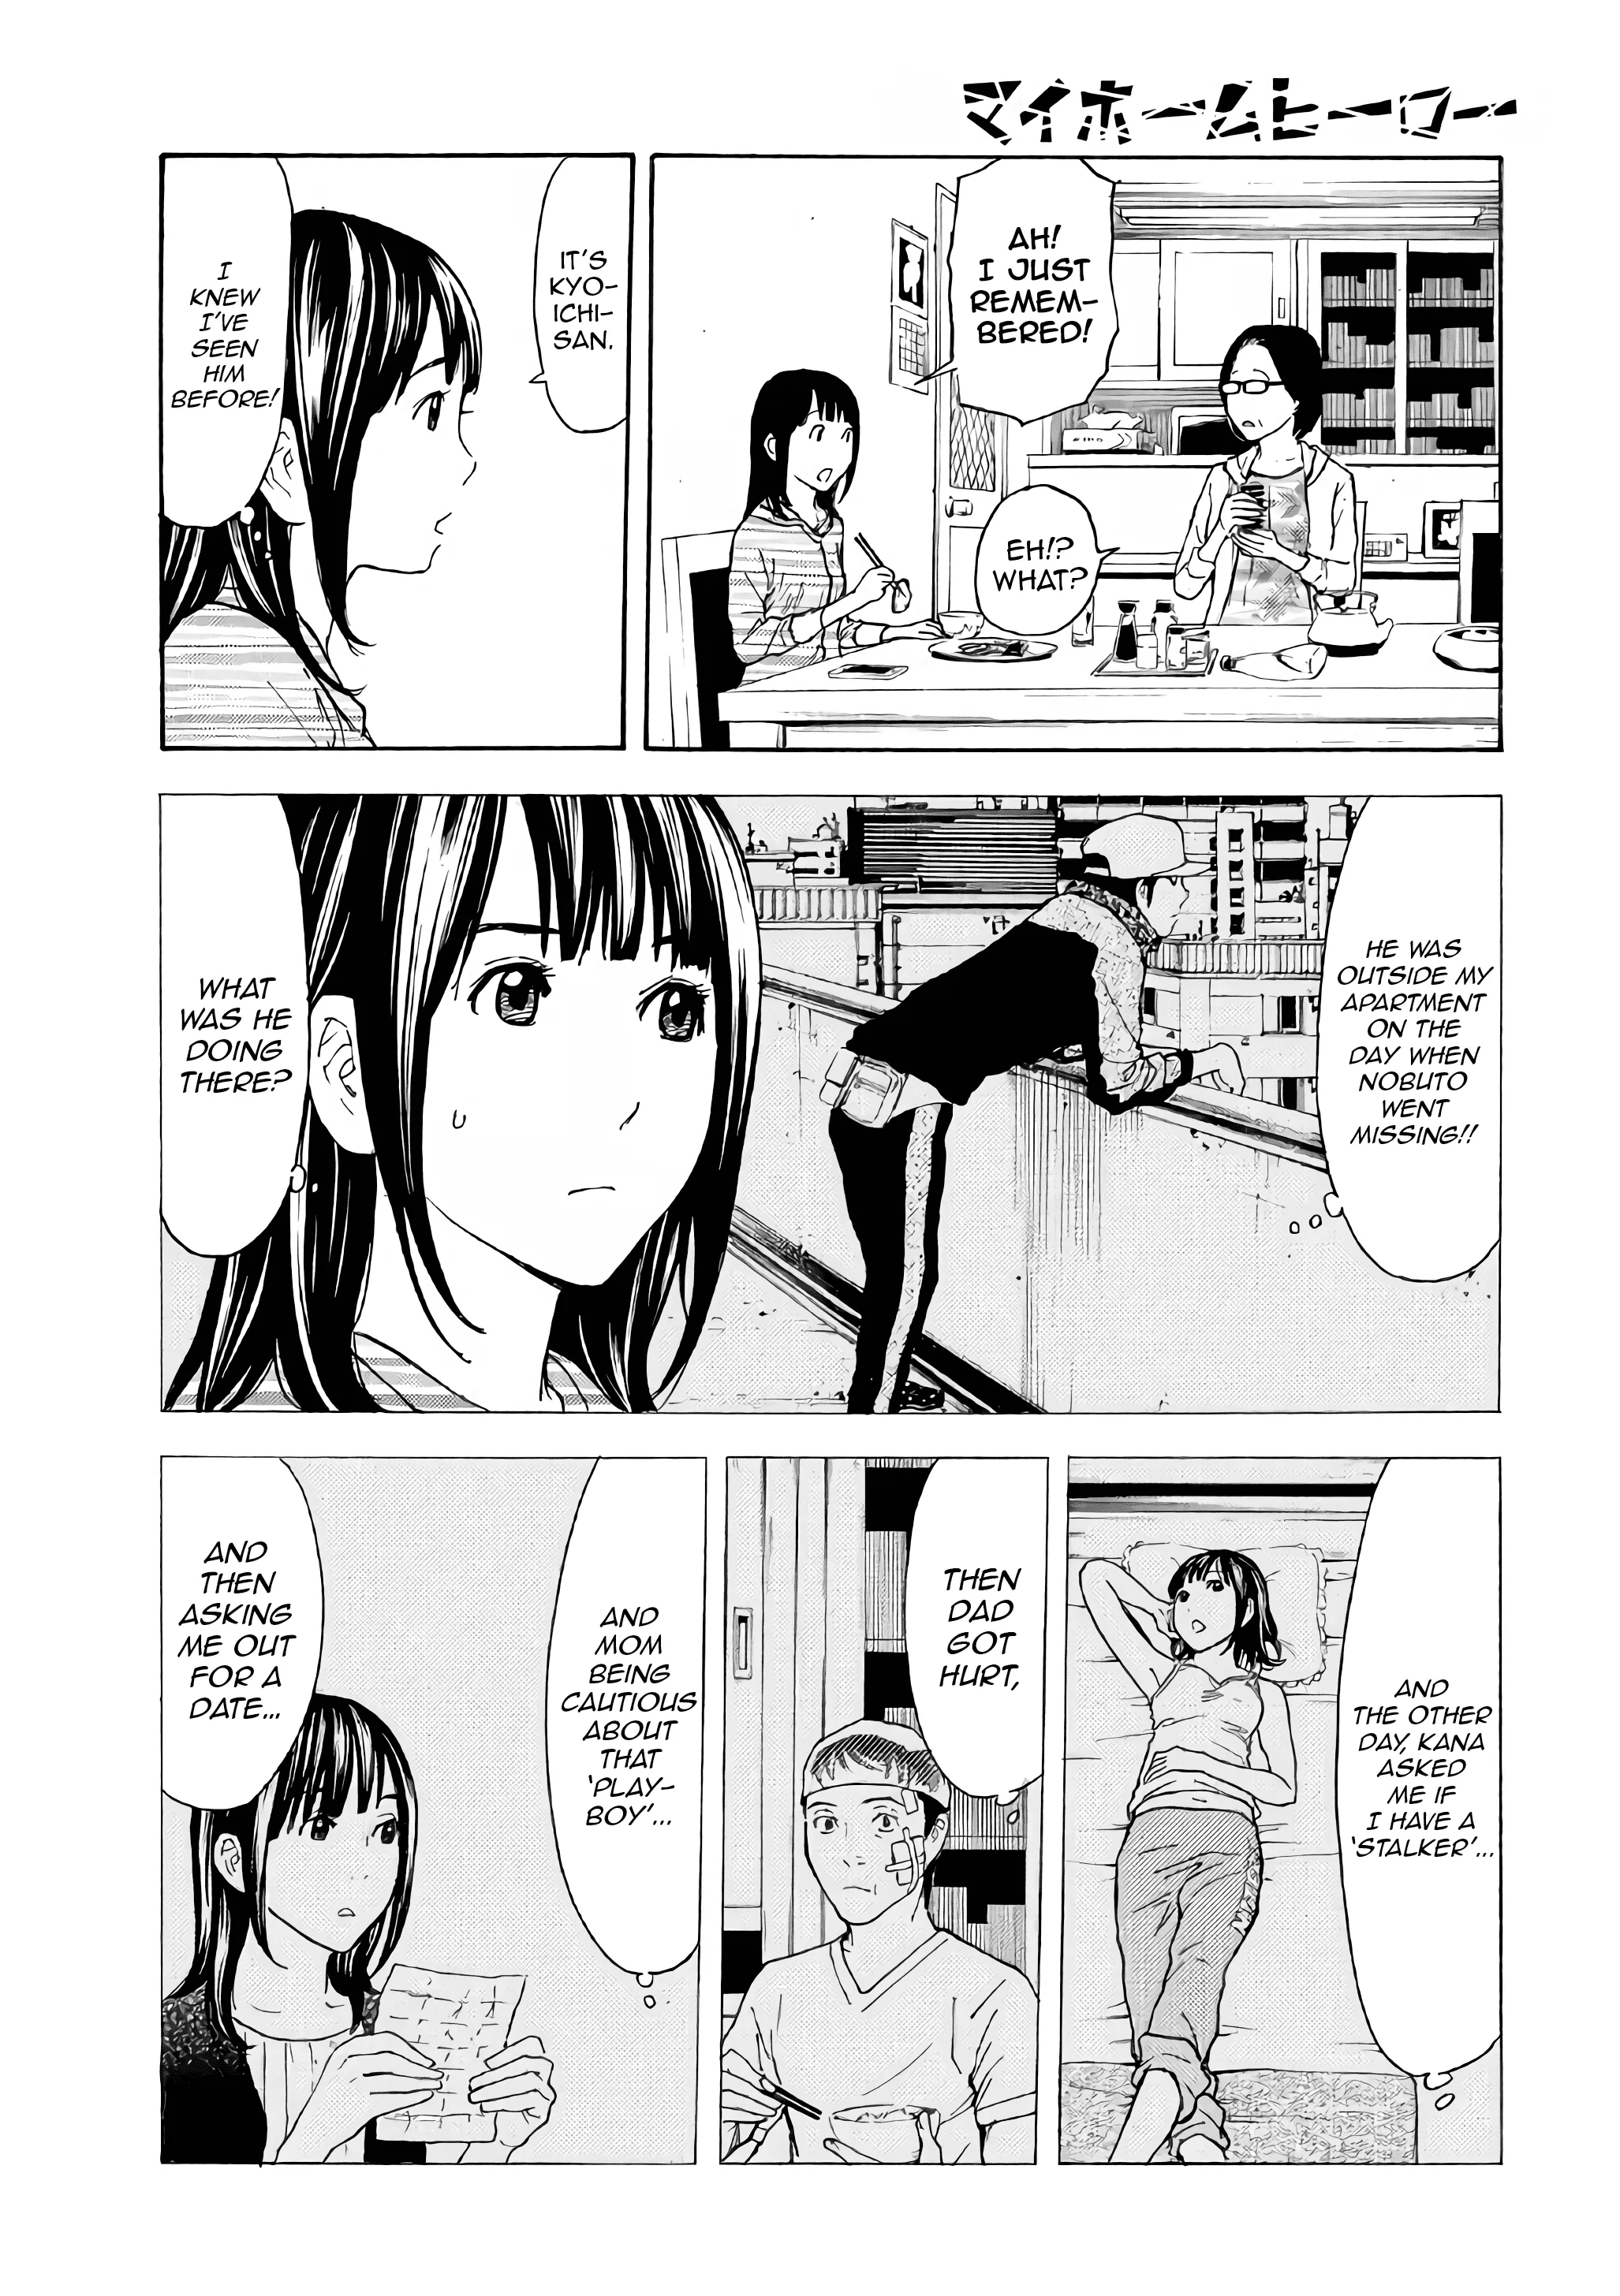 マイホームヒーロー
AH!
I JUST
REMEM-
BERED!
EH!?
WHAT?
IT'S
KYO-
ICHI-
SAN.
I
KNEW
I'VE
SEEN
HIM
BEFORE!
HE WAS
OUTSIDE MY
APARTMENT
ON THE
DAY WHEN
NOBUTO
WENT
MISSING!!
WHAT
WAS HE
DOING
THERE?
AND
THE OTHER
DAY, KANA
ASKED
ME IF
I HAVE A
'STALKER'...
THEN
DAD
GOT
HURT,
AND
MOM
BEING
CAUTIOUS
ABOUT
THAT
'PLAY-
BOY'...
AND
THEN
ASKING
ME OUT
FOR A
DATE...